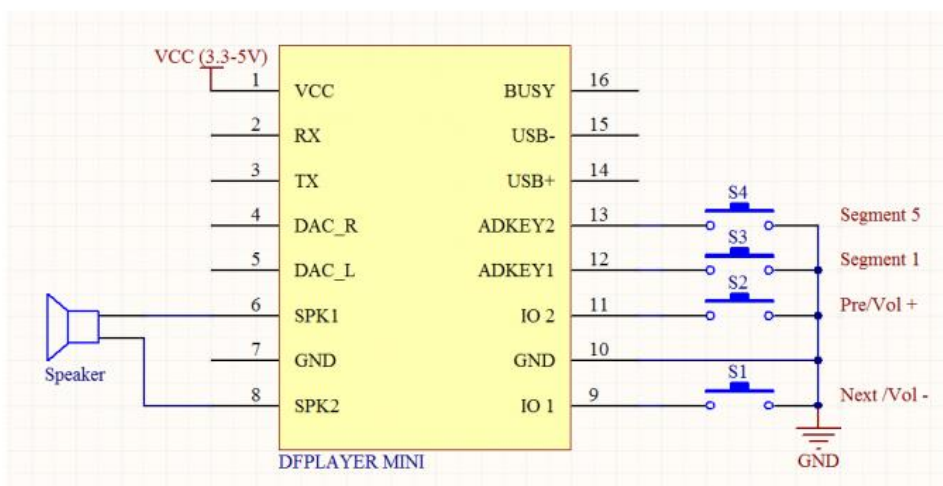 VCC (3.3-5V)
1 VCC BUSY 16
2 RX USB- 15
3 TX USB+ 14
S4
4 DAC_R ADKEY2 13 Segment 5
S3
5 DAC_L ADKEY1 12 Segment 1
S2
6 SPK1 IO 2 11 Pre/Vol +
7 GND GND 10
Speaker
S1
8 SPK2 IO 1 9 Next /Vol -
DFPLAYER MINI
GND